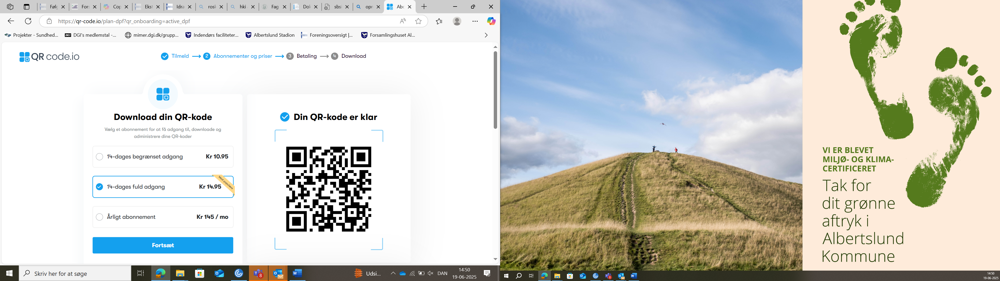 Følg
Fors
Cop
Ekst
Idra
rosk
hki
Fag
Dok
sbs
opr
Abo
https://qr-code.io/plan-dpf?qr_onboarding=active_dpf
Projekter - Sundhed...
DGI's medlemstal -...
mimer.dgi.dk/grupp...
Indendørs faciliteter...
Albertslund Stadion
Foreningsoversigt |...
Forsamlingshuset Al...
QR code.io
Tilmeld
2 Abonnementer og priser
3 Betaling
4 Download
Download din QR-kode
Vælg et abonnement for at få adgang til, downloade og
administrere dine QR-koder
14-dages begrænset adgang Kr 10.95
14-dages fuld adgang Kr 14.95
Mest populære
Årligt abonnement Kr 145 / mo
Fortsæt
Din QR-kode er klar
VI ER BLEVET
MILJØ- OG KLIMA-
CERTIFICERET
Tak for
dit grønne
aftryk i
Albertslund
Kommune
Skriv her for at søge
8
Udsi...
DAN
14:50
19-06-2025
14:50
19-06-2025